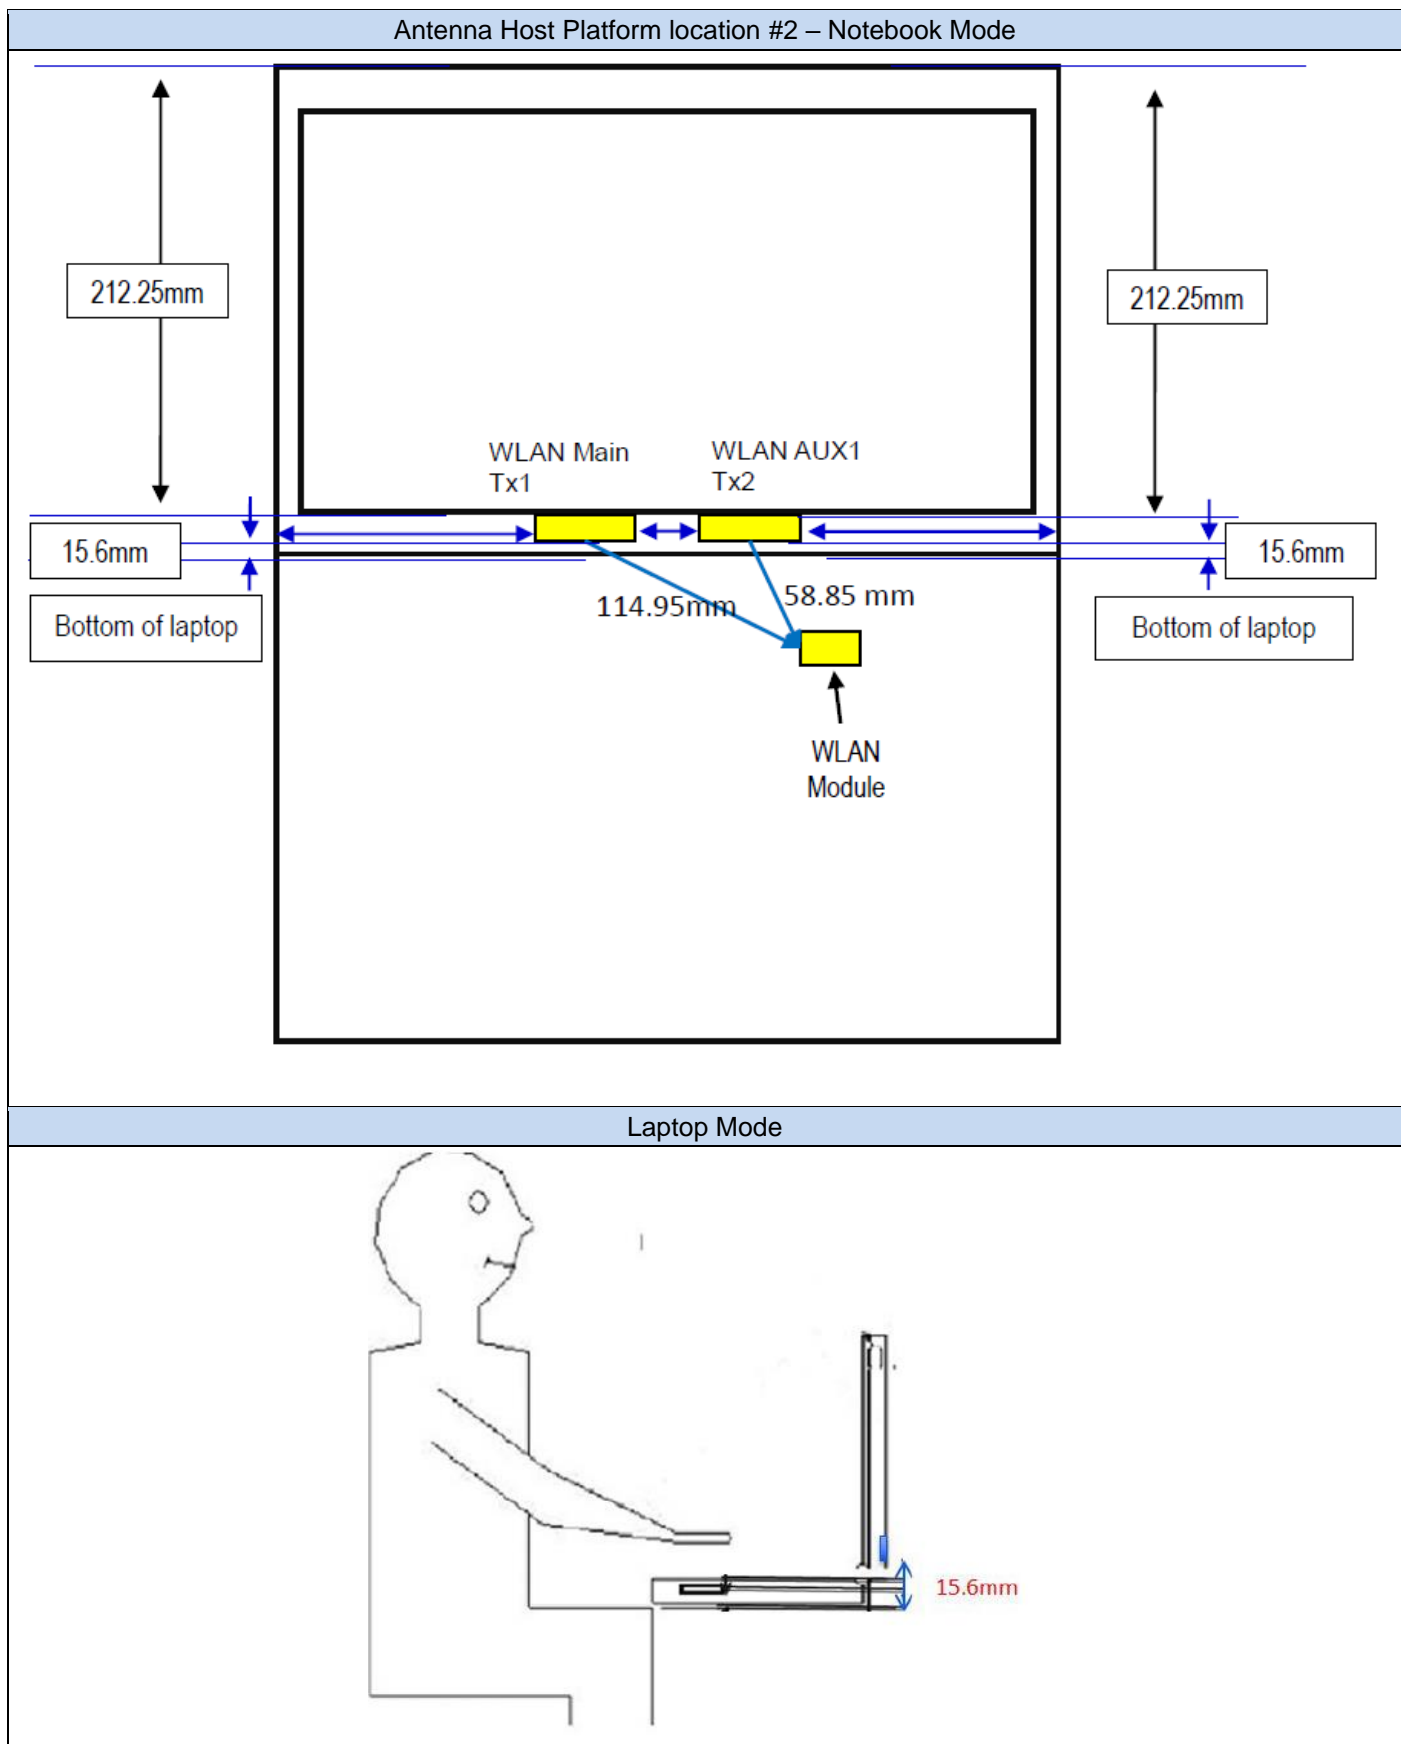 Antenna Host Platform location #2 – Notebook Mode
212.25mm
212.25mm
WLAN Main
Tx1
WLAN AUX1
Tx2
15.6mm
15.6mm
114.95mm
58.85 mm
Bottom of laptop
Bottom of laptop
WLAN
Module
Laptop Mode
15.6mm